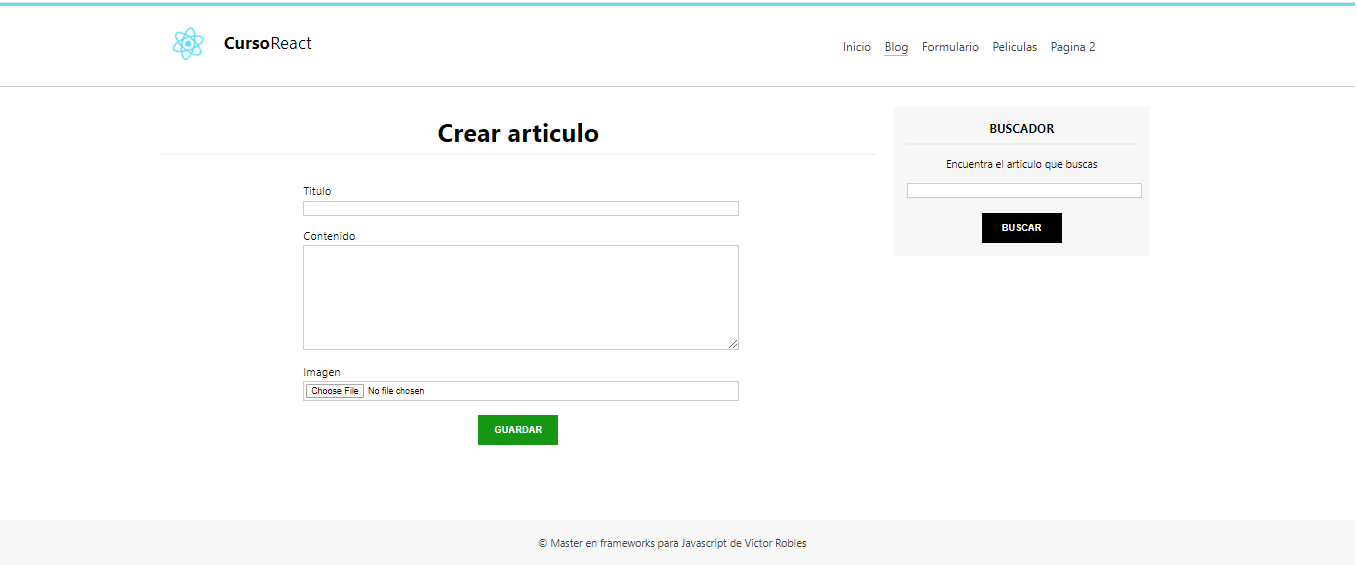 CursoReact
Inicio Blog Formulario Peliculas Pagina 2
Crear articulo
Titulo
Contenido
Imagen
Choose File No file chosen
GUARDAR
BUSCADOR
Encuentra el articulo que buscas
BUSCAR
© Master en frameworks para Javascript de Victor Robles